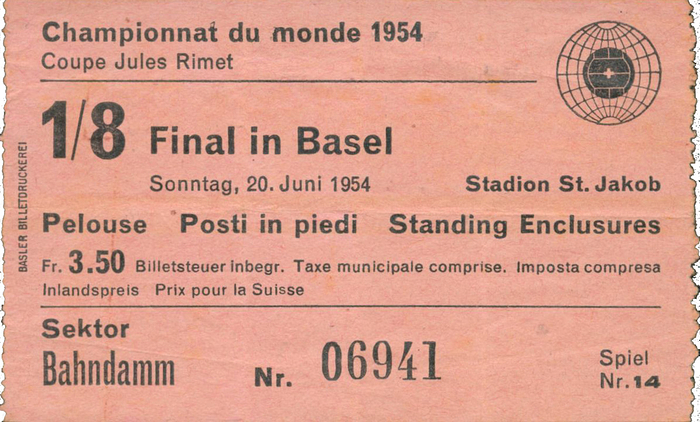 Championnat du monde 1954
Coupe Jules Rimet
1/8 Final in Basel
Sonntag, 20. Juni 1954 Stadion St. Jakob
Pelouse Posti in piedi Standing Enclosures
Fr. 3.50 Billetsteuer inbegr. Taxe municipale comprise. Imposta compresa
Inlandspreis Prix pour la Suisse
Sektor
Bahndamm Nr. 06941 Spiel
Nr. 14
BASLER BILLETDRUCKEREI